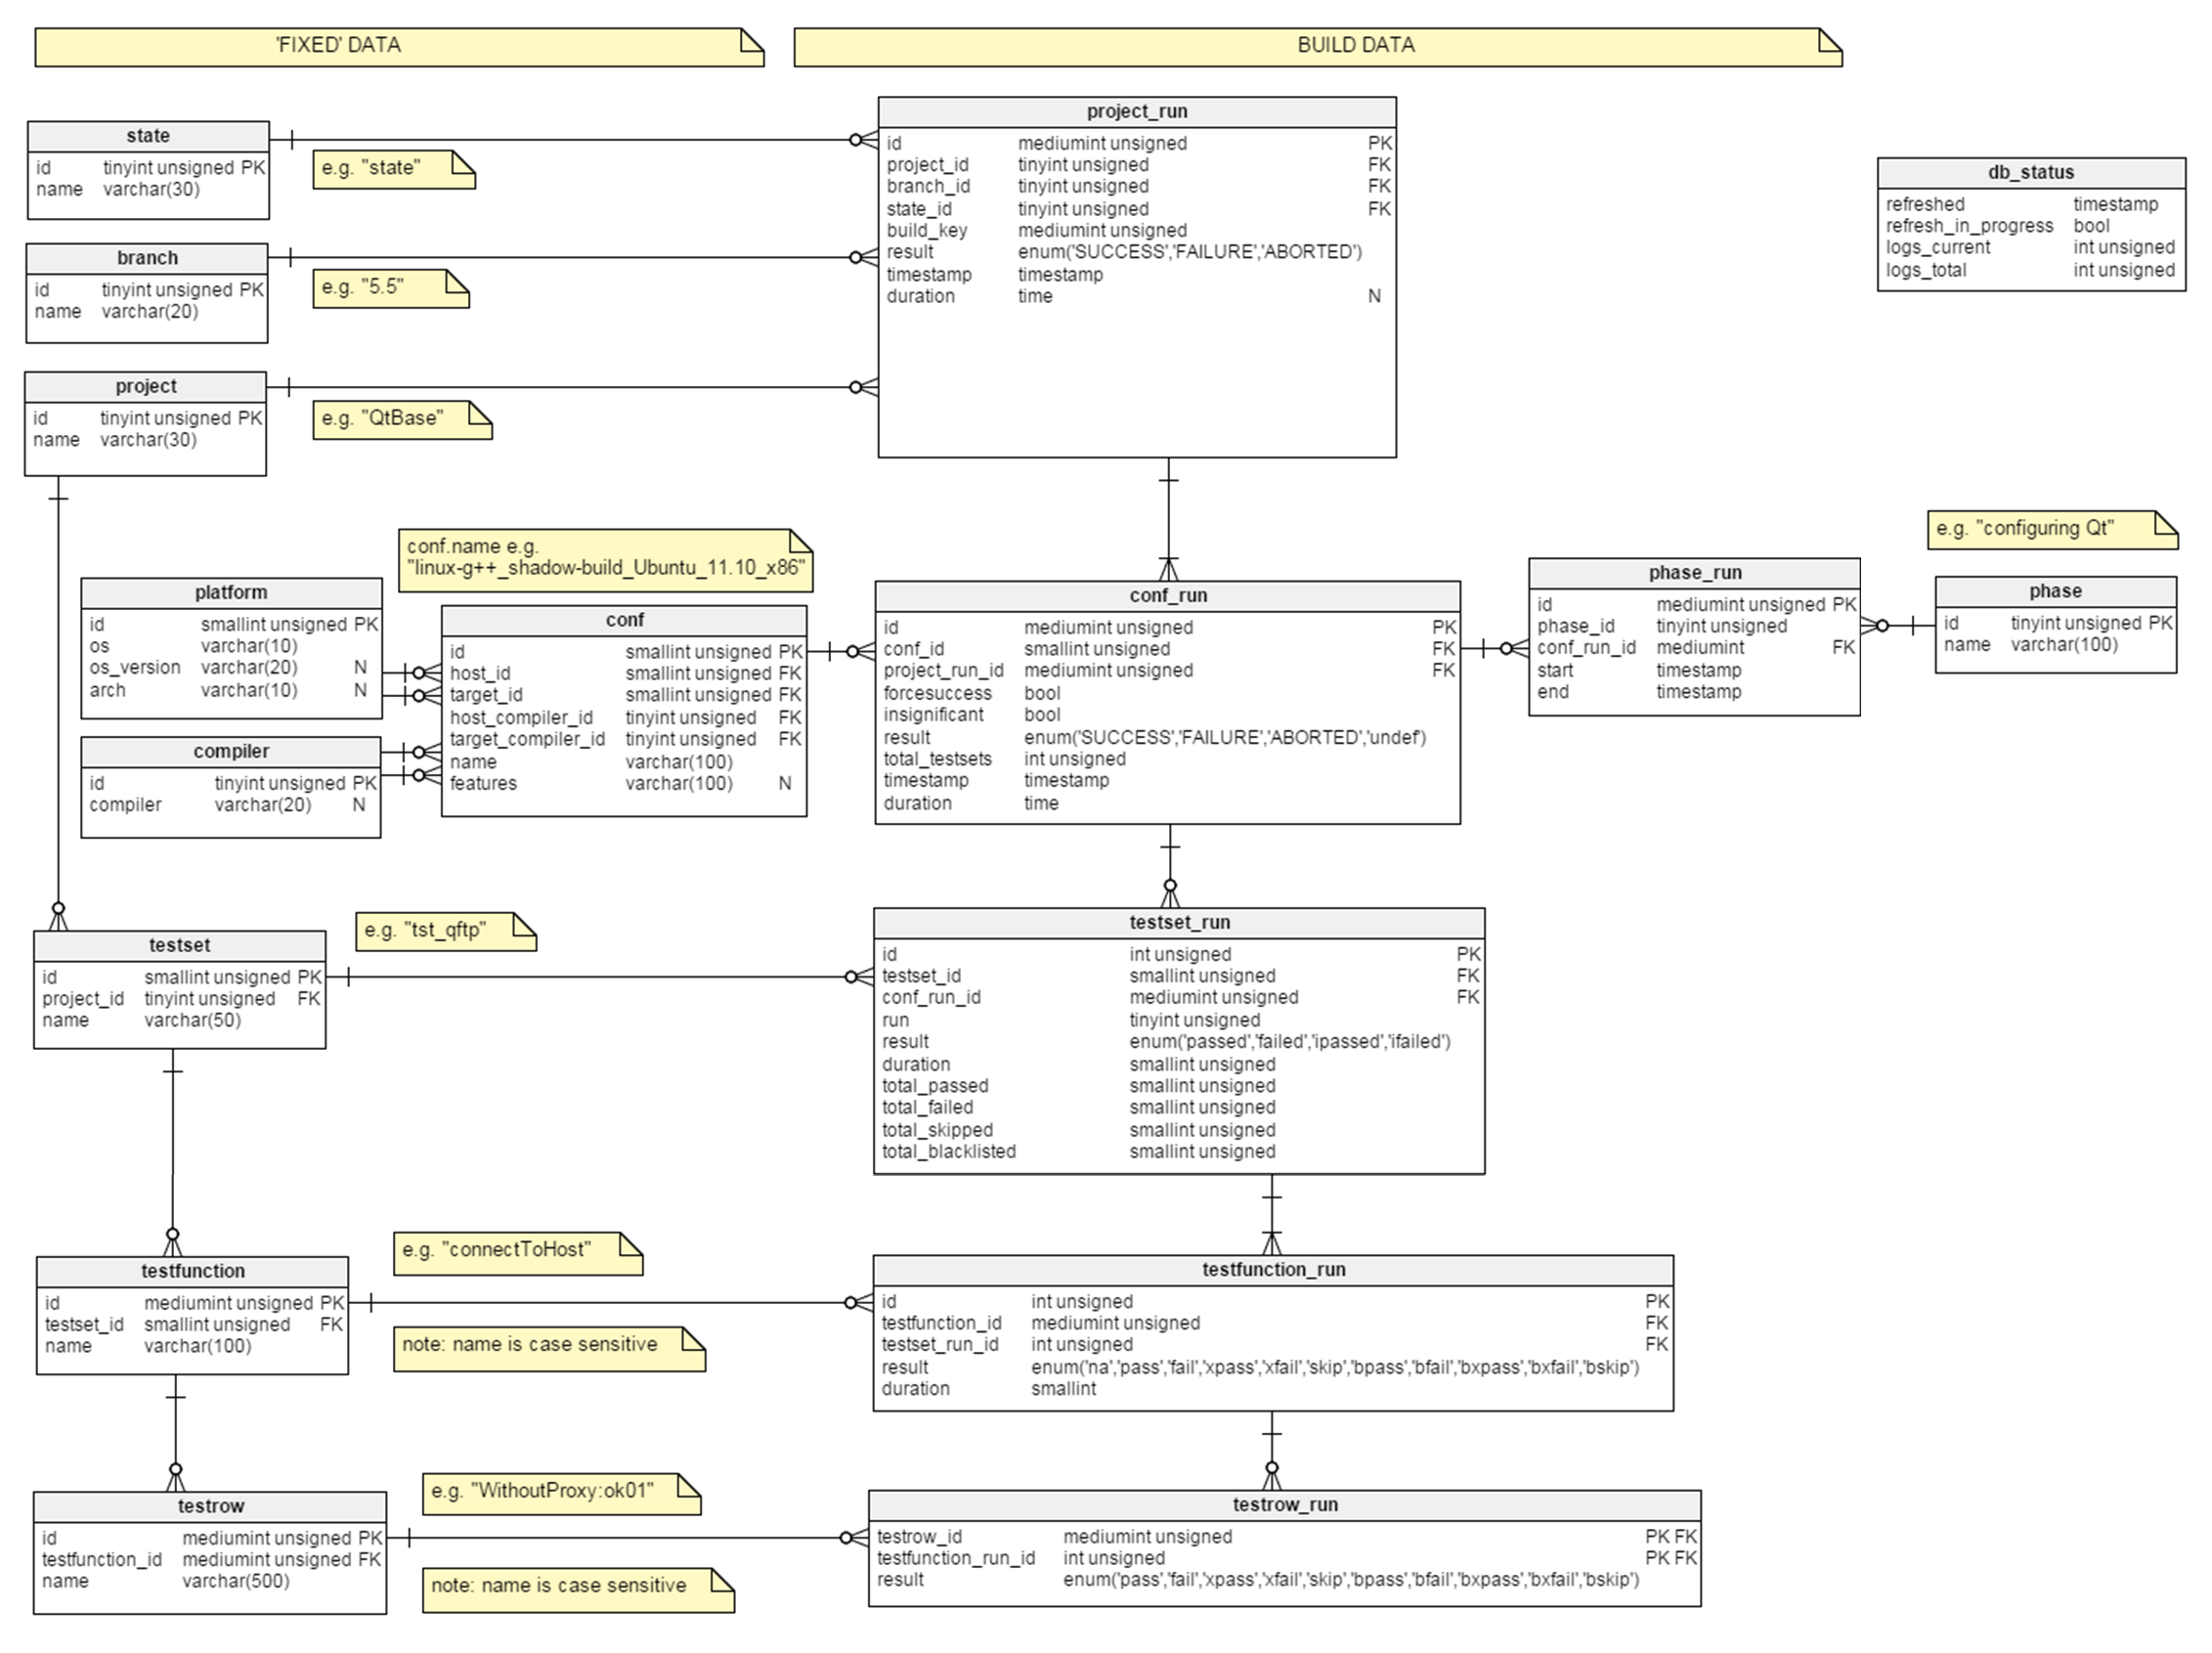 'FIXED' DATA
BUILD DATA
state
id tinyint unsigned PK
name varchar(30)
e.g. "state"
branch
id tinyint unsigned PK
name varchar(20)
e.g. "5.5"
project
id tinyint unsigned PK
name varchar(30)
e.g. "QtBase"
project_run
id mediumint unsigned PK
project_id tinyint unsigned FK
branch_id tinyint unsigned FK
state_id tinyint unsigned FK
build_key mediumint unsigned
result enum('SUCCESS','FAILURE','ABORTED')
timestamp timestamp
duration time N
db_status
refreshed timestamp
refresh_in_progress bool
logs_current int unsigned
logs_total int unsigned
conf.name e.g.
"linux-g++_shadow-build_Ubuntu_11.10_x86"
platform
id smallint unsigned PK
os varchar(10)
os_version varchar(20) N
arch varchar(10) N
compiler
id tinyint unsigned PK
compiler varchar(20) N
conf
id smallint unsigned PK
host_id smallint unsigned FK
target_id smallint unsigned FK
host_compiler_id tinyint unsigned FK
target_compiler_id tinyint unsigned FK
name varchar(100)
features varchar(100) N
conf_run
id mediumint unsigned PK
conf_id smallint unsigned FK
project_run_id mediumint unsigned FK
forcesuccess bool
insignificant bool
result enum('SUCCESS','FAILURE','ABORTED','undef')
total_testsets int unsigned
timestamp timestamp
duration time
phase_run
id mediumint unsigned PK
phase_id tinyint unsigned
conf_run_id mediumint FK
start timestamp
end timestamp
e.g. "configuring Qt"
phase
id tinyint unsigned PK
name varchar(100)
testset
id smallint unsigned PK
project_id tinyint unsigned FK
name varchar(50)
e.g. "tst_qftp"
testset_run
id int unsigned PK
testset_id smallint unsigned FK
conf_run_id mediumint unsigned FK
run tinyint unsigned
result enum('passed','failed','ipassed','ifailed')
duration smallint unsigned
total_passed smallint unsigned
total_failed smallint unsigned
total_skipped smallint unsigned
total_blacklisted smallint unsigned
testfunction
id mediumint unsigned PK
testset_id smallint unsigned FK
name varchar(100)
e.g. "connectToHost"
note: name is case sensitive
testfunction_run
id int unsigned PK
testfunction_id mediumint unsigned FK
testset_run_id int unsigned FK
result enum('na','pass','fail','xpass','xfail','skip','bpass','bfail','bxpass','bxfail','bskip')
duration smallint
testrow
id mediumint unsigned PK
testfunction_id mediumint unsigned FK
name varchar(500)
e.g. "WithoutProxy:ok01"
note: name is case sensitive
testrow_run
testrow_id mediumint unsigned PK FK
testfunction_run_id int unsigned PK FK
result enum('pass','fail','xpass','xfail','skip','bpass','bfail','bxpass','bxfail','bskip')